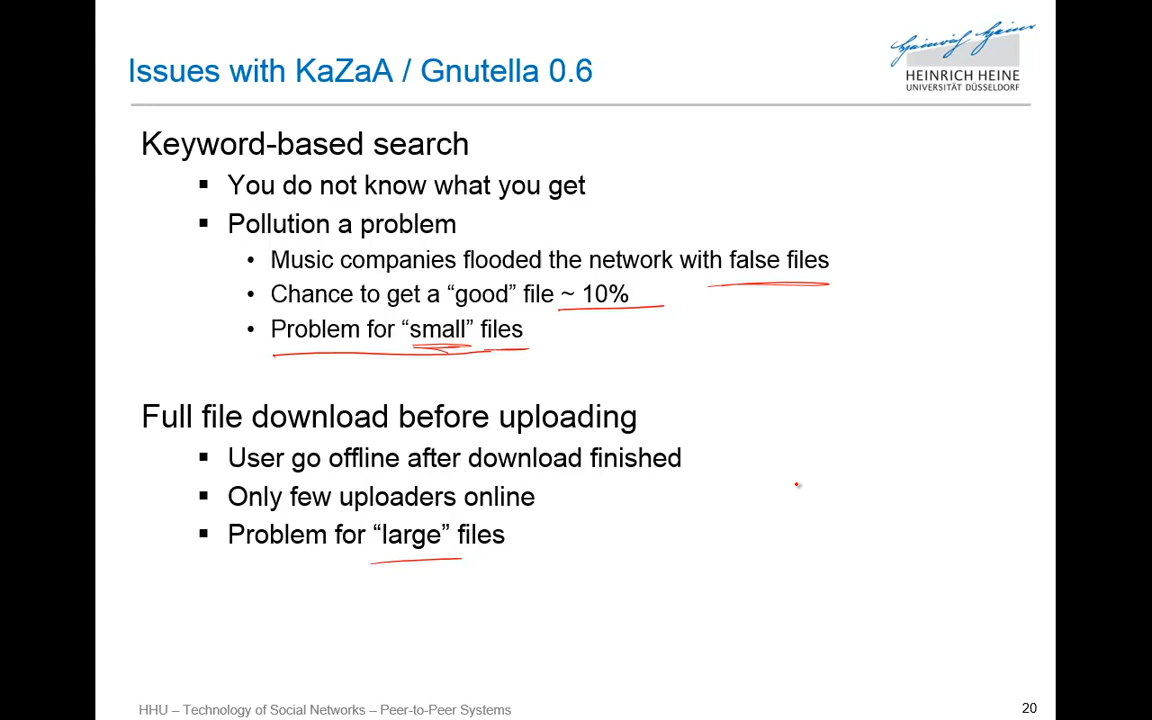 Issues with KaZaA / Gnutella 0.6
Heinrich Heine
HEINRICH HEINE
UNIVERSITÄT DÜSSELDORF
Keyword-based search
▪ You do not know what you get
▪ Pollution a problem
• Music companies flooded the network with false files
• Chance to get a “good” file ~ 10%
• Problem for “small” files
Full file download before uploading
▪ User go offline after download finished
▪ Only few uploaders online
▪ Problem for “large” files
HHU – Technology of Social Networks – Peer-to-Peer Systems
20